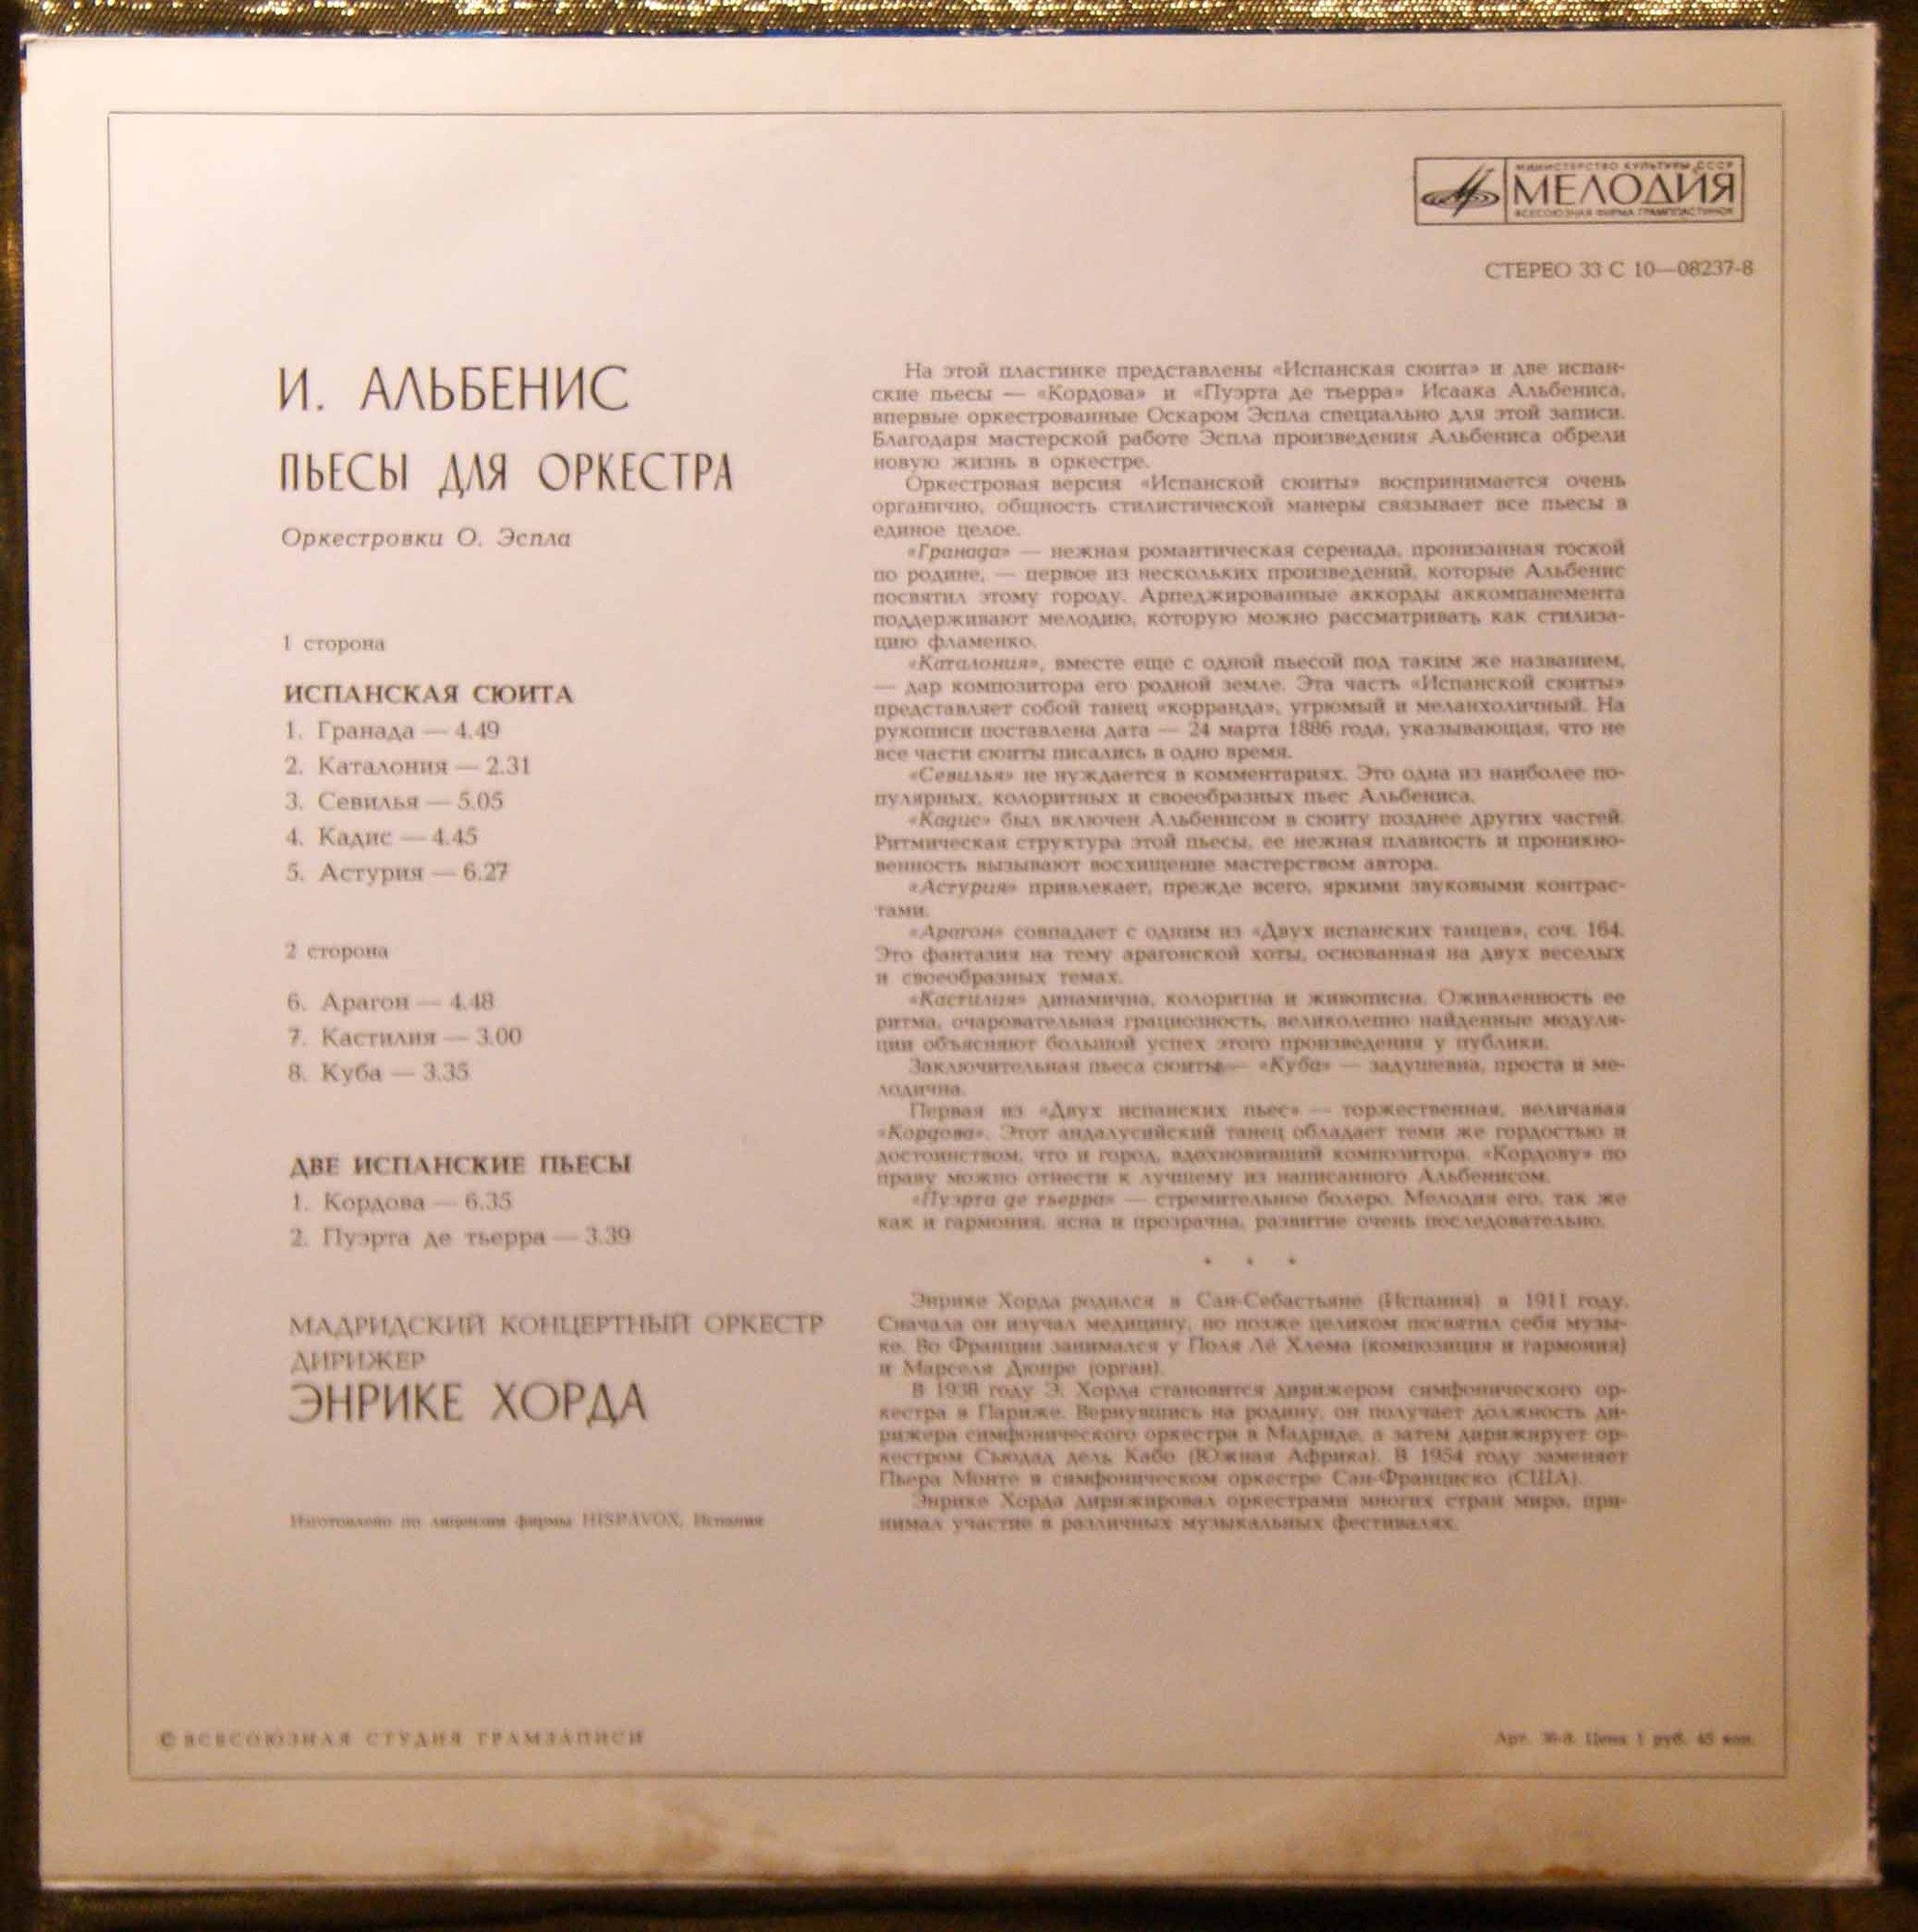 МИНИСТЕРСТВО КУЛЬТУРЫ СССР
МЕЛОДИЯ
ВСЕСОЮЗНАЯ ФИРМА ГРАМПЛАСТИНОК
СТЕРЕО 33 С 10—08237-8
И. АЛЬБЕНИС
ПЬЕСЫ ДЛЯ ОРКЕСТРА
Оркестровки О. Эспла
1 сторона
ИСПАНСКАЯ СЮИТА
1. Гранада — 4.49
2. Каталония — 2.31
3. Севилья — 5.05
4. Кадис — 4.45
5. Астурия — 6.27
2 сторона
6. Арагон — 4.48
7. Кастилия — 3.00
8. Куба — 3.35
ДВЕ ИСПАНСКИЕ ПЬЕСЫ
1. Кордова — 6.35
2. Пуэрта де тьерра — 3.39
МАДРИДСКИЙ КОНЦЕРТНЫЙ ОРКЕСТР
ДИРИЖЕР
ЭНРИКЕ ХОРДА
Изготовлено по лицензии фирмы HISPAVOX, Испания
На этой пластинке представлены «Испанская сюита» и две испан-
ские пьесы — «Кордова» и «Пуэрта де тьерра» Исаака Альбениса,
впервые оркестрованные Оскаром Эспла специально для этой записи.
Благодаря мастерской работе Эспла произведения Альбениса обрели
новую жизнь в оркестре.
Оркестровая версия «Испанской сюиты» воспринимается очень
органично, общность стилистической манеры связывает все пьесы в
единое целое.
«Гранада» — нежная романтическая серенада, пронизанная тоской
по родине, — первое из нескольких произведений, которые Альбенис
посвятил этому городу. Арпеджированные аккорды аккомпанемента
поддерживают мелодию, которую можно рассматривать как стилиза-
цию фламенко.
«Каталония», вместе еще с одной пьесой под таким же названием,
— дар композитора его родной земле. Эта часть «Испанской сюиты»
представляет собой танец «корранда», угрюмый и меланхоличный. На
рукописи поставлена дата — 24 марта 1886 года, указывающая, что не
все части сюиты писались в одно время.
«Севилья» не нуждается в комментариях. Это одна из наиболее по-
пулярных, колоритных и своеобразных пьес Альбениса.
«Кадис» был включен Альбенисом в сюиту позднее других частей.
Ритмическая структура этой пьесы, ее нежная плавность и проникно-
венность вызывают восхищение мастерством автора.
«Астурия» привлекает, прежде всего, яркими звуковыми контрас-
тами.
«Арагон» совпадает с одним из «Двух испанских танцев», соч. 164.
Это фантазия на тему арагонской хоты, основанная на двух веселых
и своеобразных темах.
«Кастилия» динамична, колоритна и живописна. Оживленность ее
ритма, очаровательная грациозность, великолепно найденные модуля-
ции объясняют большой успех этого произведения у публики.
Заключительная пьеса сюиты — «Куба» — задушевна, проста и ме-
лодична.
Первая из «Двух испанских пьес» — торжественная, величавая
«Кордова». Этот андалусийский танец обладает теми же гордостью и
достоинством, что и город, вдохновивший композитора. «Кордову» по
праву можно отнести к лучшему из написанного Альбенисом.
«Пуэрта де тьерра» — стремительное болеро. Мелодия его, так же
как и гармония, ясна и прозрачна, развитие очень последовательно.
* * *
Энрике Хорда родился в Сан-Себастьяне (Испания) в 1911 году.
Сначала он изучал медицину, но позже целиком посвятил себя музы-
ке. Во Франции занимался у Поля Лё Хлема (композиция и гармония)
и Марселя Дюпре (орган).
В 1938 году Э. Хорда становится дирижером симфонического ор-
кестра в Париже. Вернувшись на родину, он получает должность ди-
рижера симфонического оркестра в Мадриде, а затем дирижирует ор-
кестром Сьюдад дель Кабо (Южная Африка). В 1954 году заменяет
Пьера Монте в симфоническом оркестре Сан-Франциско (США).
Энрике Хорда дирижировал оркестрами многих стран мира, при-
нимал участие в различных музыкальных фестивалях.
© ВСЕСОЮЗНАЯ СТУДИЯ ГРАМЗАПИСИ
Арт. Цена 1 руб. 45 коп.